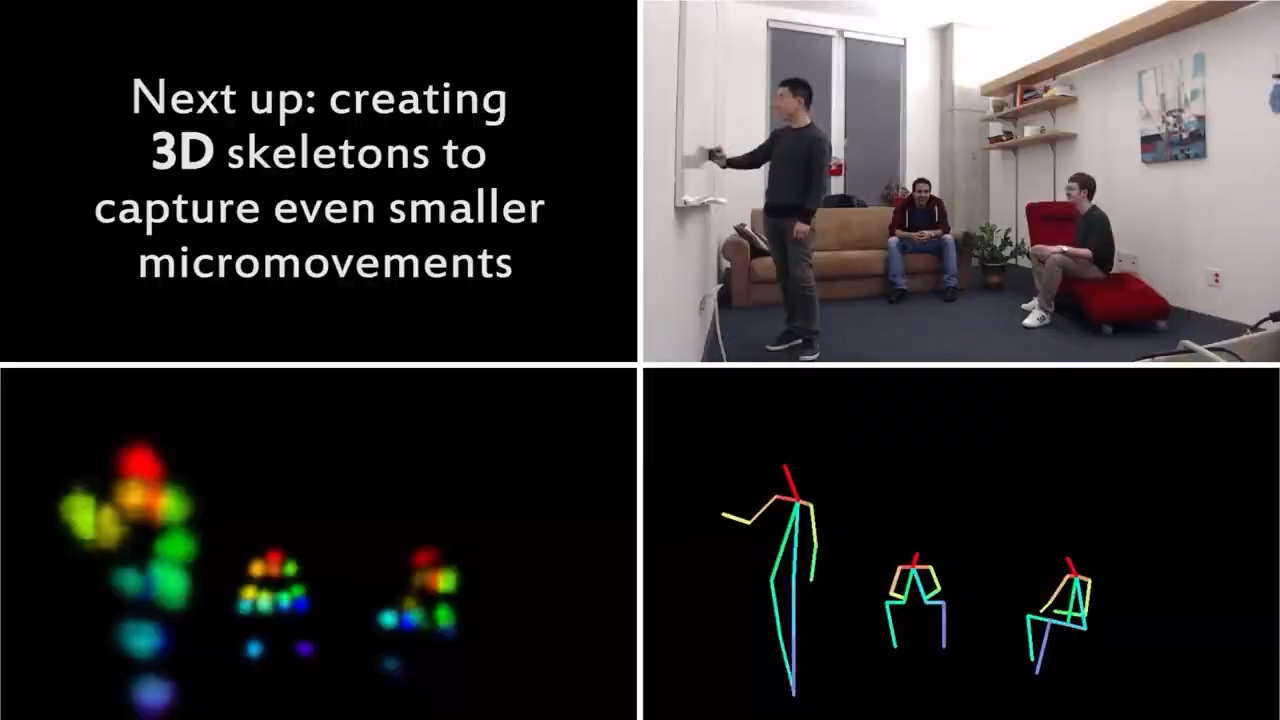 Next up: creating
3D skeletons to
capture even smaller
micromovements